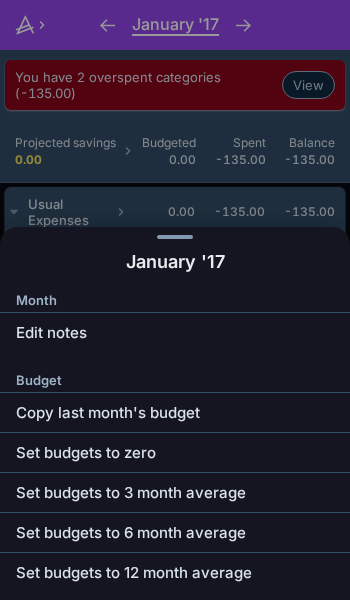 January '17
You have 2 overspent categories
(-135.00)
View
Projected savings Budgeted Spent Balance
0.00 0.00 -135.00 -135.00
Usual
Expenses 0.00 -135.00 -135.00
January '17
Month
Edit notes
Budget
Copy last month's budget
Set budgets to zero
Set budgets to 3 month average
Set budgets to 6 month average
Set budgets to 12 month average